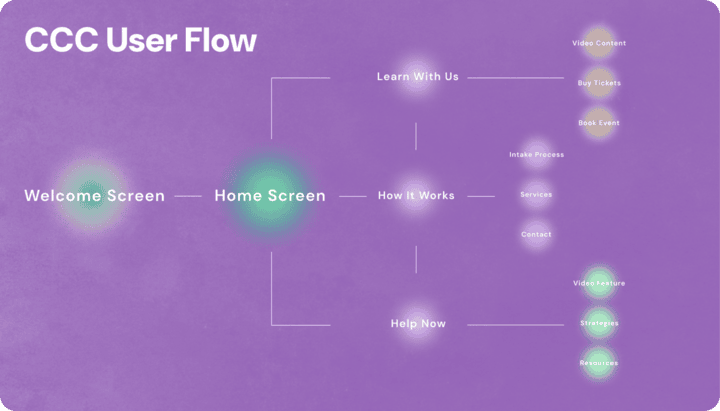 CCC User Flow
Welcome Screen
Home Screen
Learn With Us
Video Content
Buy Tickets
Book Event
How It Works
Intake Process
Services
Contact
Help Now
Video Feature
Strategies
Resources